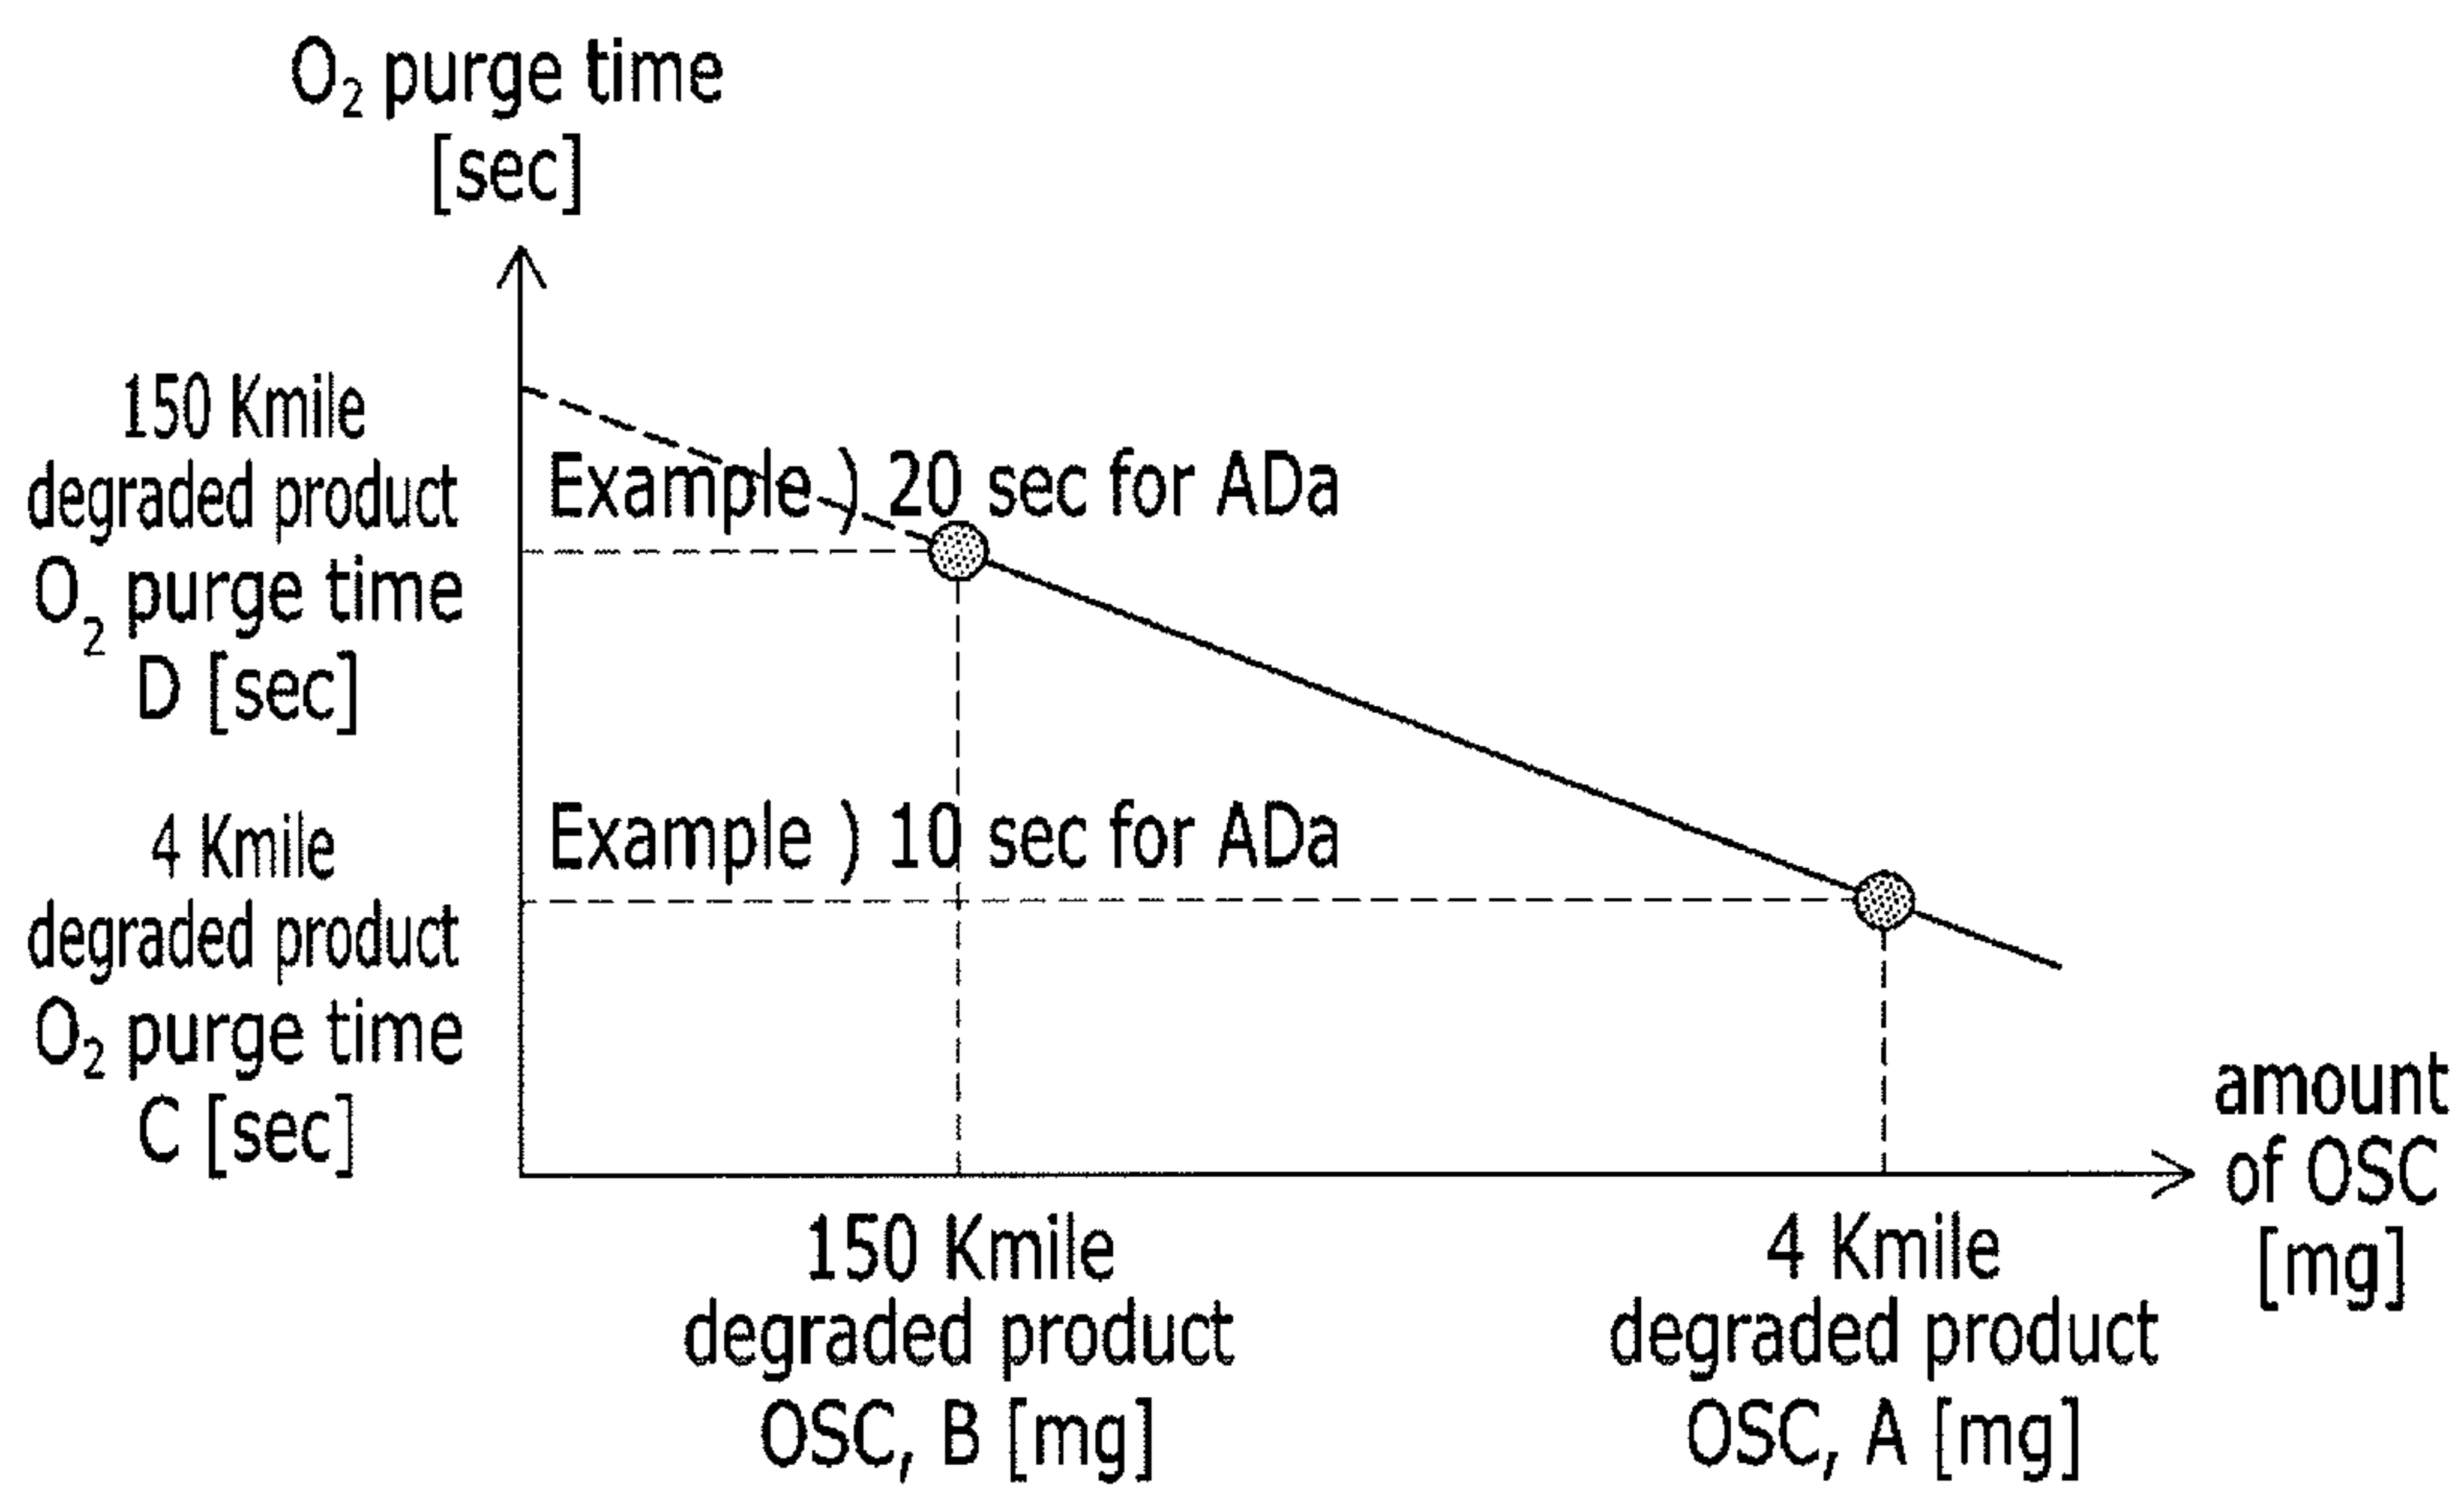 O₂ purge time
[sec]
150 Kmile
degraded product
O₂ purge time
D [sec]
Example ) 20 sec for ADa
4 Kmile
degraded product
O₂ purge time
C [sec]
Example ) 10 sec for ADa
amount
of OSC
[mg]
150 Kmile
degraded product
OSC, B [mg]
4 Kmile
degraded product
OSC, A [mg]